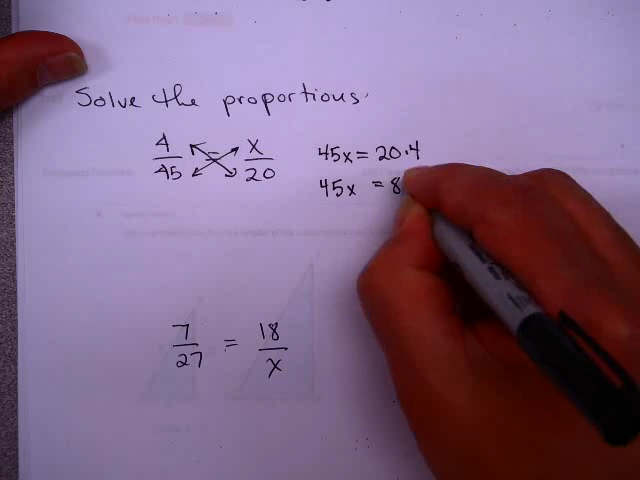 Solve the proportions.
4/45 = x/20
45x = 20·4
45x = 8
7/27 = 18/x